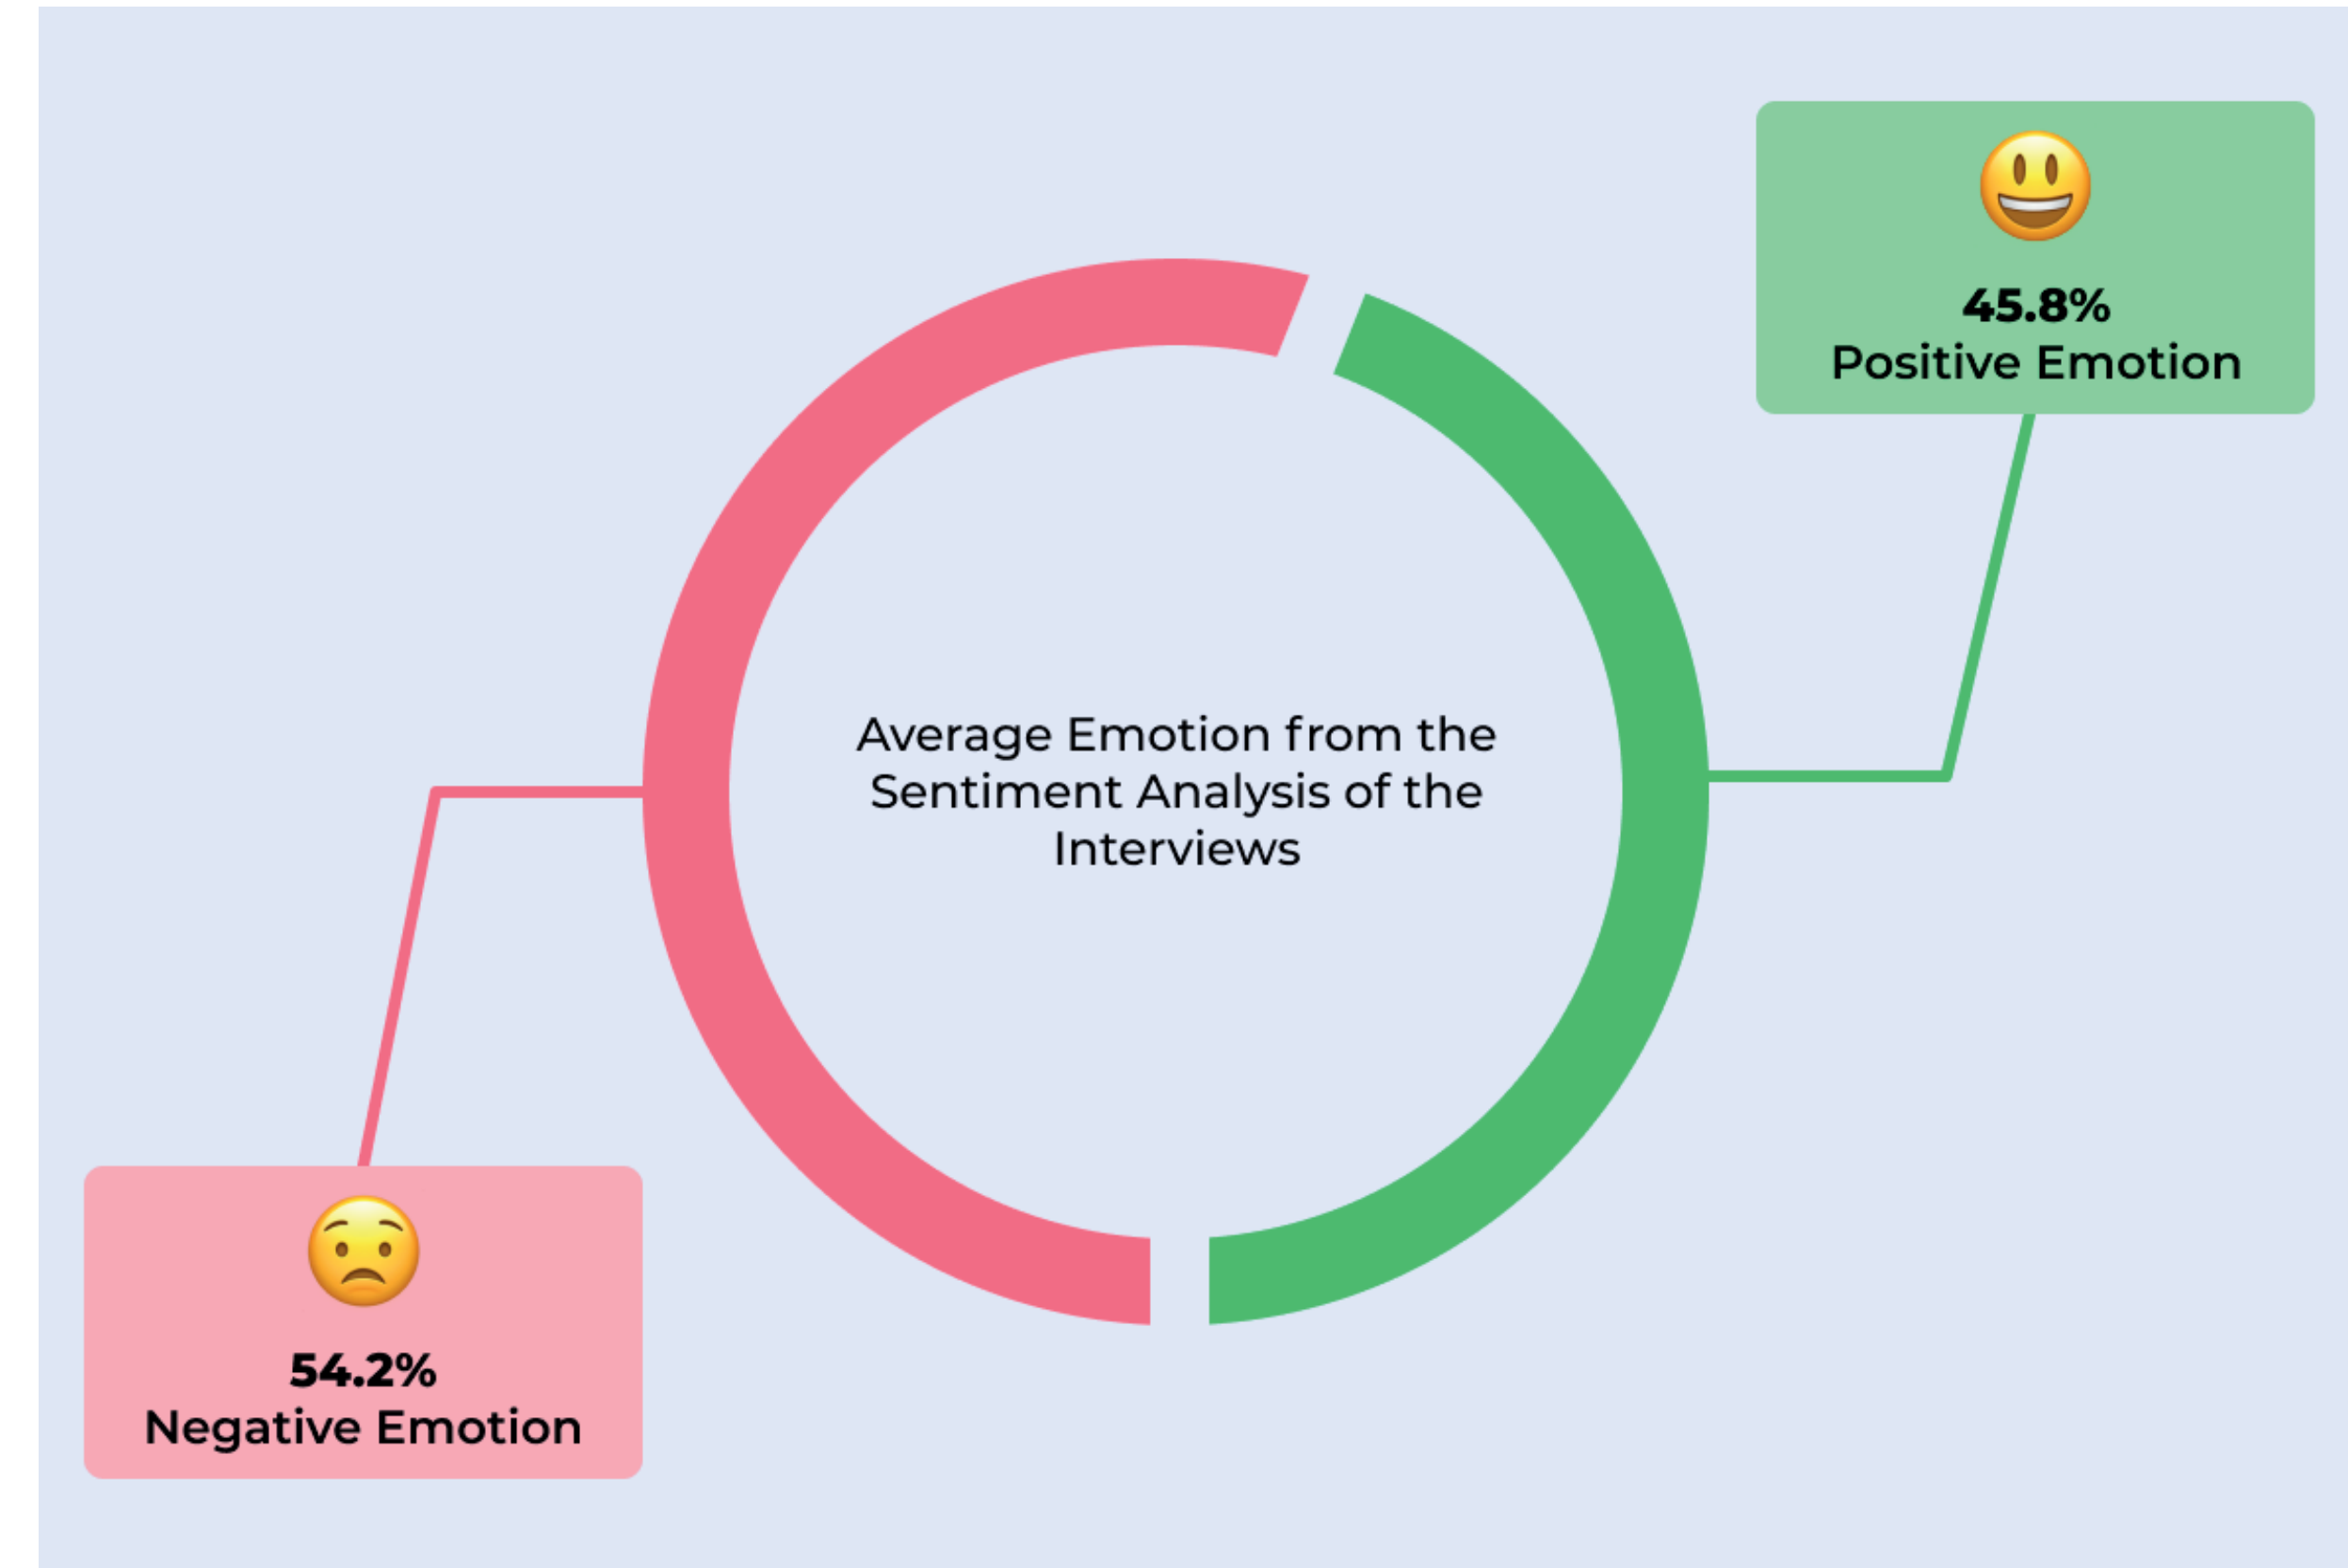 45.8%
Positive Emotion
Average Emotion from the
Sentiment Analysis of the
Interviews
54.2%
Negative Emotion